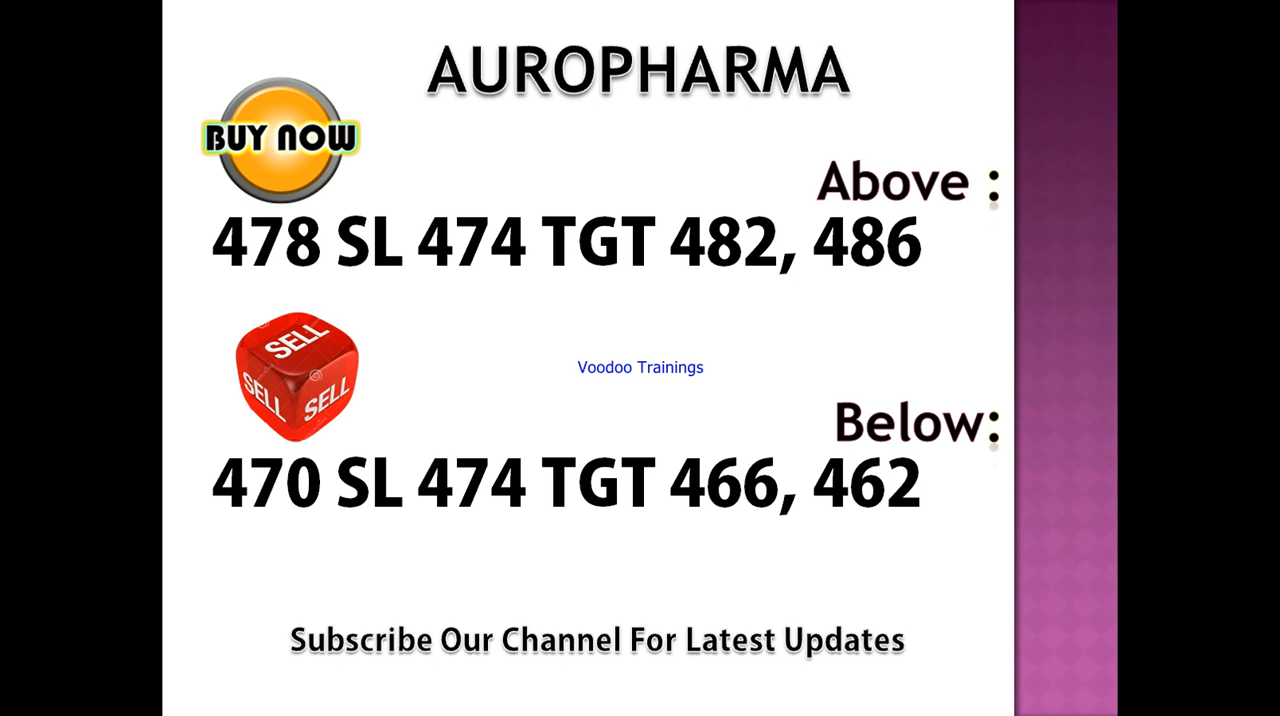 AUROPHARMA
BUY NOW
Above :
478 SL 474 TGT 482, 486
SELL
SELL
SELL
Voodoo Trainings
Below:
470 SL 474 TGT 466, 462
Subscribe Our Channel For Latest Updates